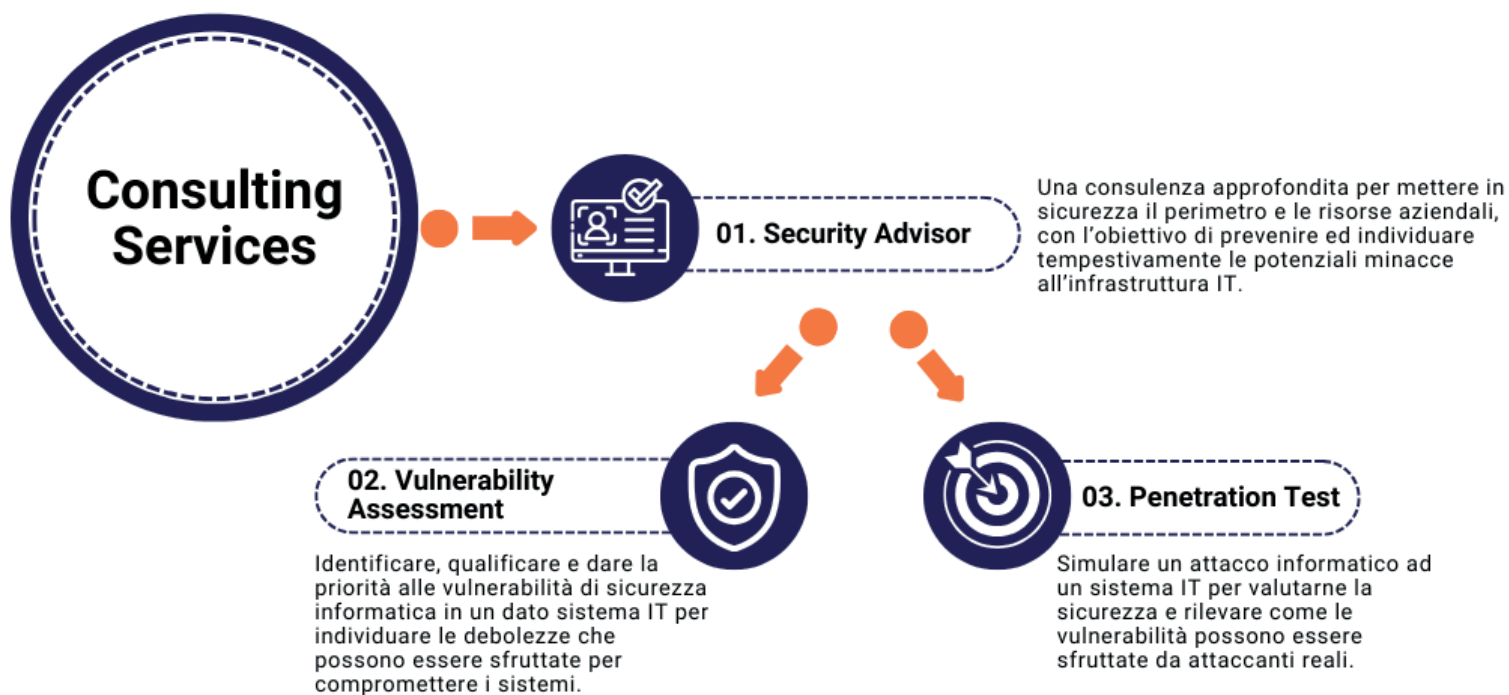 Consulting
Services
01. Security Advisor
Una consulenza approfondita per mettere in
sicurezza il perimetro e le risorse aziendali,
con l'obiettivo di prevenire ed individuare
tempestivamente le potenziali minacce
all'infrastruttura IT.
02. Vulnerability
Assessment
Identificare, qualificare e dare la
priorità alle vulnerabilità di sicurezza
informatica in un dato sistema IT per
individuare le debolezze che
possono essere sfruttate per
compromettere i sistemi.
03. Penetration Test
Simulare un attacco informatico ad
un sistema IT per valutarne la
sicurezza e rilevare come le
vulnerabilità possono essere
sfruttate da attaccanti reali.